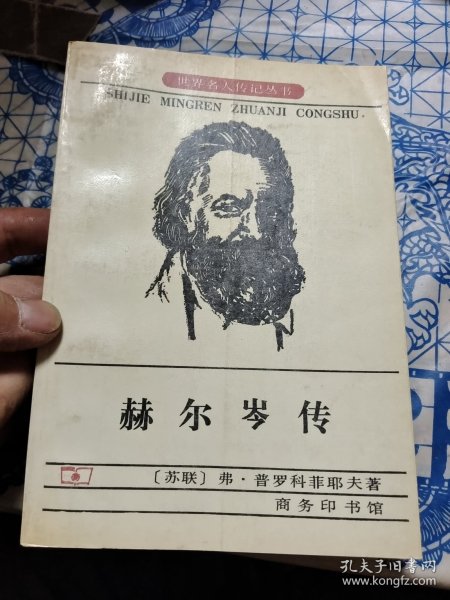 世界名人传记丛书
SHIJIE MINGREN ZHUANJI CONGSHU
赫尔岑传
〔苏联〕弗·普罗科菲耶夫著
商务印书馆
孔夫子旧书网
www.kongfz.com